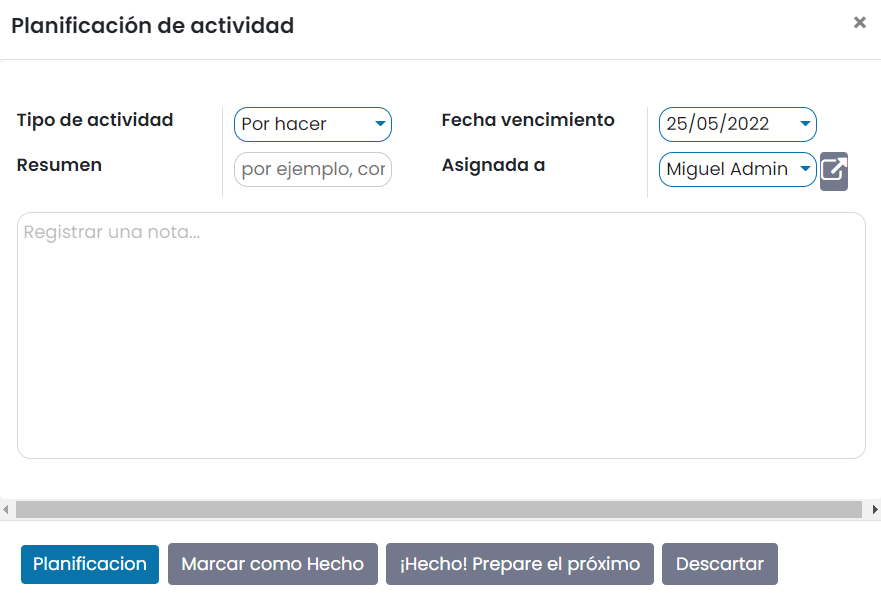 Planificación de actividad ×
Tipo de actividad Por hacer Fecha vencimiento 25/05/2022
Resumen por ejemplo, cor Asignada a Miguel Admin
Registrar una nota...
Planificacion Marcar como Hecho ¡Hecho! Prepare el próximo Descartar